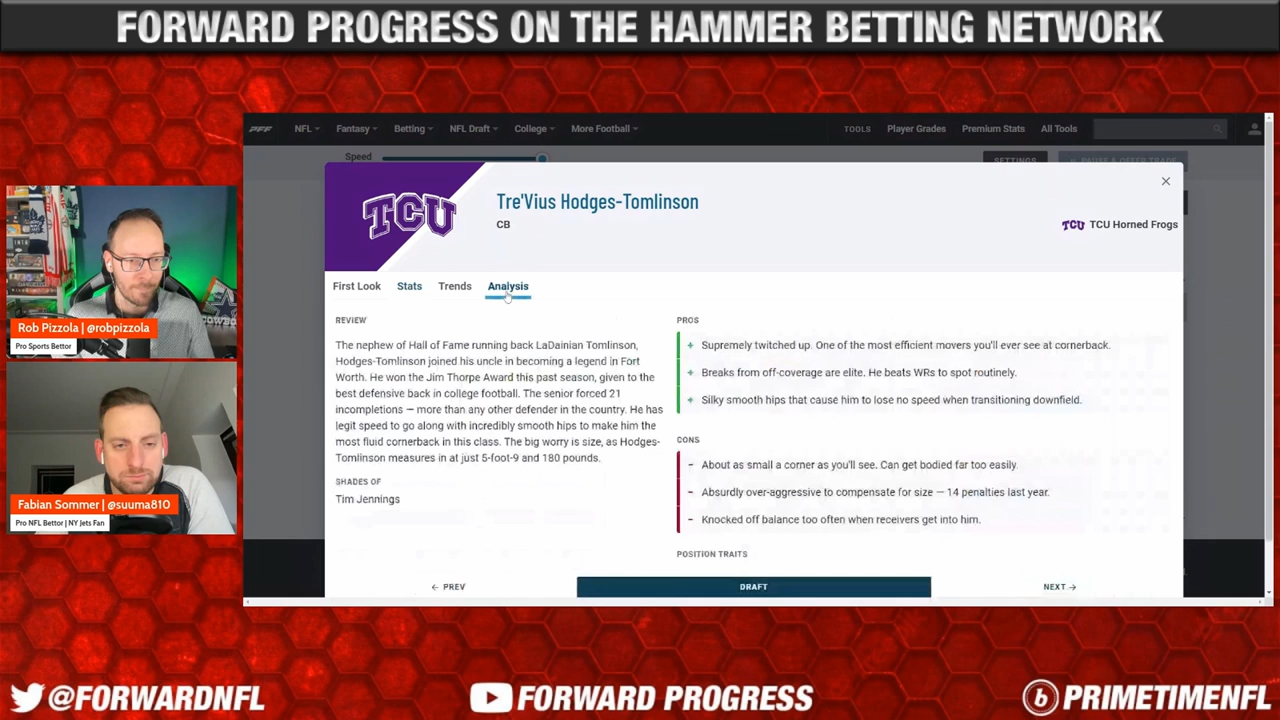 FORWARD PROGRESS ON THE HAMMER BETTING NETWORK
PFF
NFL
Fantasy
Betting
NFL Draft
College
More Football
TOOLS
Player Grades
Premium Stats
All Tools
Speed
SETTINGS
PAUSE & OFFER TRADE
TCU
Tre'Vius Hodges-Tomlinson
CB
TCU TCU Horned Frogs
First Look
Stats
Trends
Analysis
REVIEW
The nephew of Hall of Fame running back LaDainian Tomlinson,
Hodges-Tomlinson joined his uncle in becoming a legend in Fort
Worth. He won the Jim Thorpe Award this past season, given to the
best defensive back in college football. The senior forced 21
incompletions — more than any other defender in the country. He has
legit speed to go along with incredibly smooth hips to make him the
most fluid cornerback in this class. The big worry is size, as Hodges-
Tomlinson measures in at just 5-foot-9 and 180 pounds.
SHADES OF
Tim Jennings
PROS
+ Supremely twitched up. One of the most efficient movers you'll ever see at cornerback.
+ Breaks from off-coverage are elite. He beats WRs to spot routinely.
+ Silky smooth hips that cause him to lose no speed when transitioning downfield.
CONS
- About as small a corner as you'll see. Can get bodied far too easily.
- Absurdly over-aggressive to compensate for size — 14 penalties last year.
- Knocked off balance too often when receivers get into him.
POSITION TRAITS
← PREV
DRAFT
NEXT →
Rob Pizzola | @robpizzola
Pro Sports Bettor
Fabian Sommer | @suuma810
Pro NFL Bettor | NY Jets Fan
@FORWARDNFL
FORWARD PROGRESS
b PRIMETIMENFL